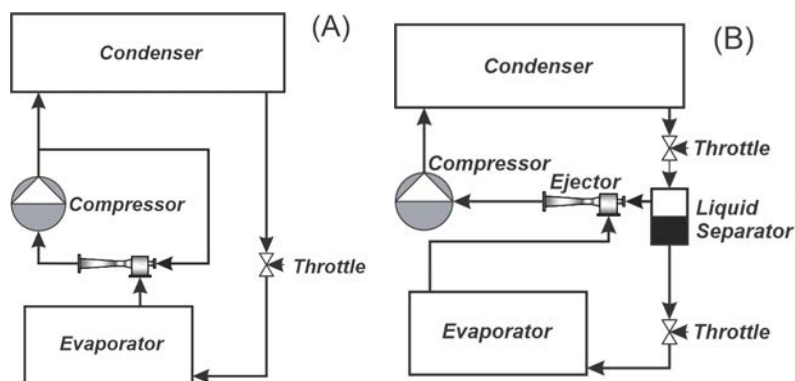 (A)
Condenser
Compressor
Throttle
Evaporator
(B)
Condenser
Throttle
Compressor
Ejector
Liquid
Separator
Throttle
Evaporator